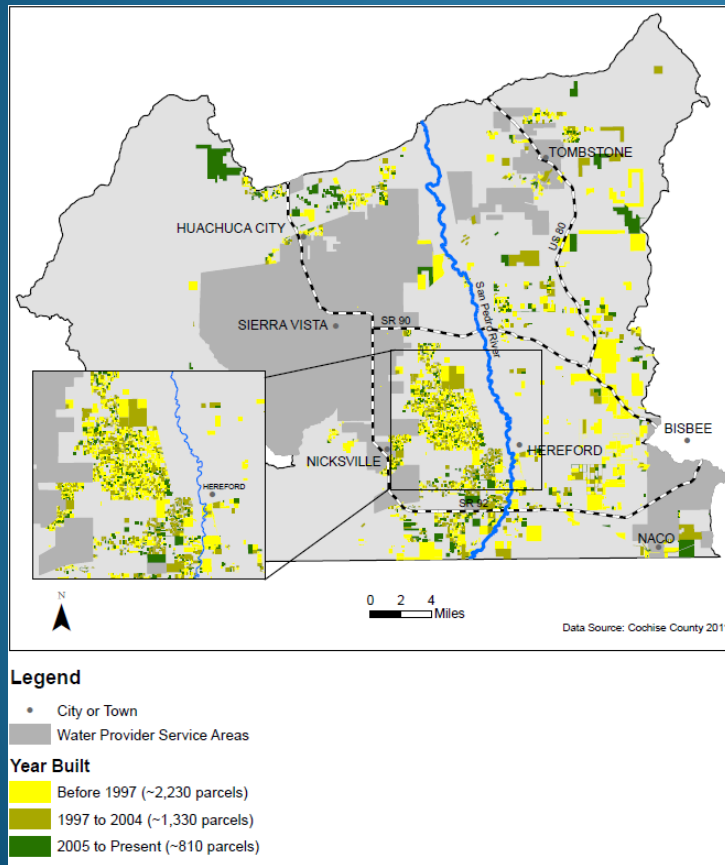 TOMBSTONE
HUACHUCA CITY
US 80
San Pedro River
SIERRA VISTA
SR 90
BISBEE
HEREFORD
NICKSVILLE
HEREFORD
SR 92
NACO
N
0 2 4
Miles
Data Source: Cochise County 201
Legend
City or Town
Water Provider Service Areas
Year Built
Before 1997 (~2,230 parcels)
1997 to 2004 (~1,330 parcels)
2005 to Present (~810 parcels)